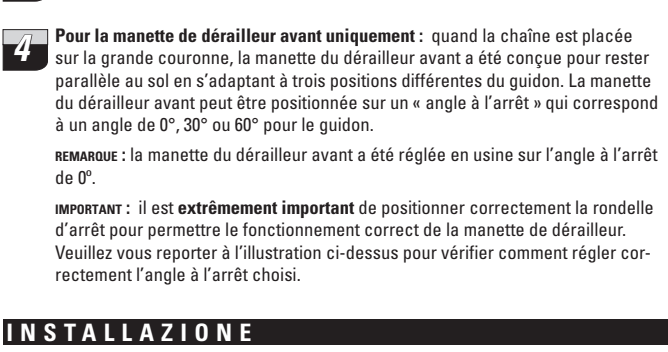 4 Pour la manette de dérailleur avant uniquement : quand la chaîne est placée
sur la grande couronne, la manette du dérailleur avant a été conçue pour rester
parallèle au sol en s’adaptant à trois positions différentes du guidon. La manette
du dérailleur avant peut être positionnée sur un « angle à l’arrêt » qui correspond
à un angle de 0°, 30° ou 60° pour le guidon.
REMARQUE : la manette du dérailleur avant a été réglée en usine sur l’angle à l’arrêt
de 0º.
IMPORTANT : il est extrêmement important de positionner correctement la rondelle
d’arrêt pour permettre le fonctionnement correct de la manette de dérailleur.
Veuillez vous reporter à l’illustration ci-dessus pour vérifier comment régler cor-
rectement l’angle à l’arrêt choisi.
INSTALLAZIONE